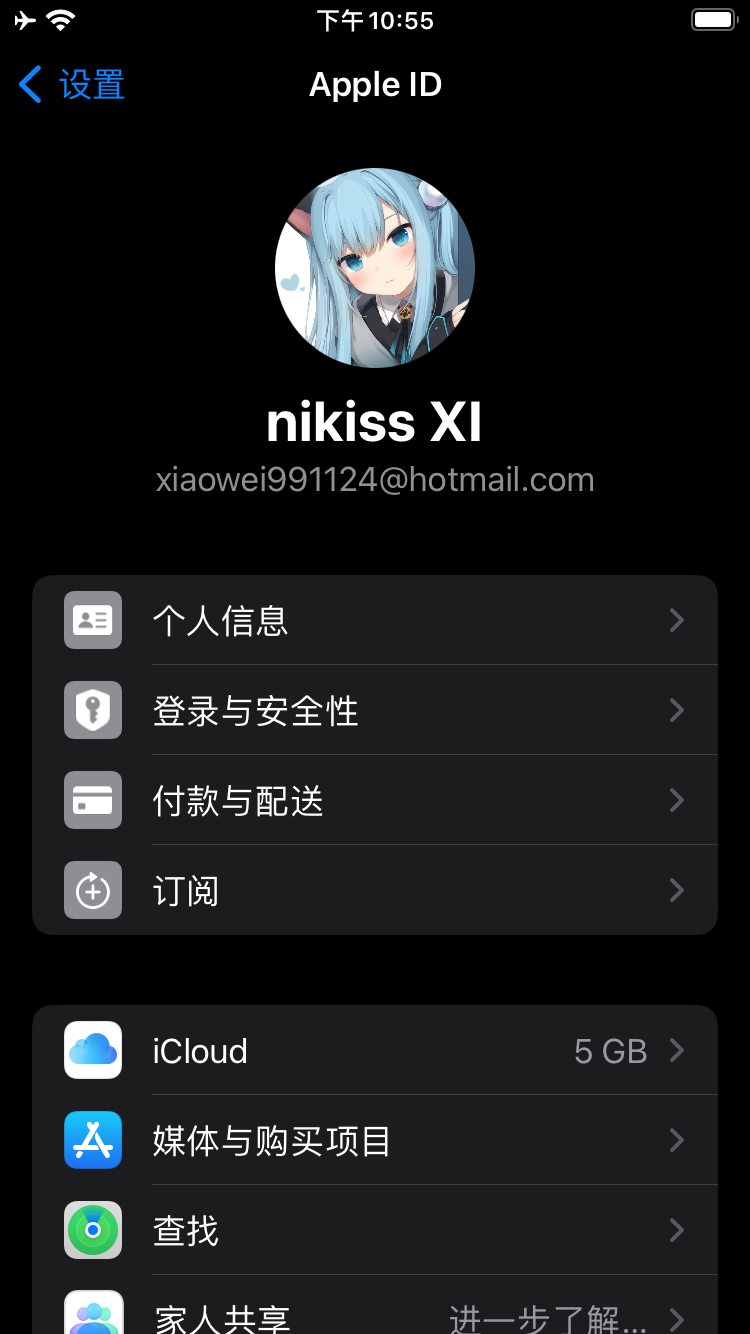 下午10:55
设置
Apple ID
nikiss XI
xiaowei991124@hotmail.com
个人信息
登录与安全性
付款与配送
订阅
iCloud 5 GB
媒体与购买项目
查找
家人共享 进一步了解...